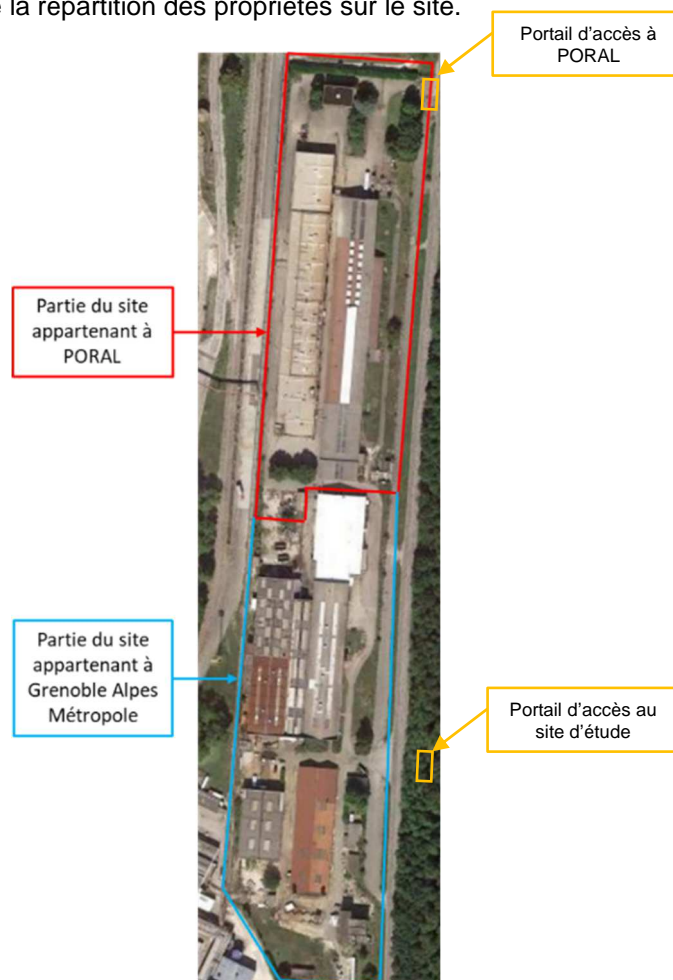 la répartition des propriétés sur le site.
Portail d'accès à
PORAL
Partie du site
appartenant à
PORAL
Partie du site
appartenant à
Grenoble Alpes
Métropole
Portail d'accès au
site d'étude